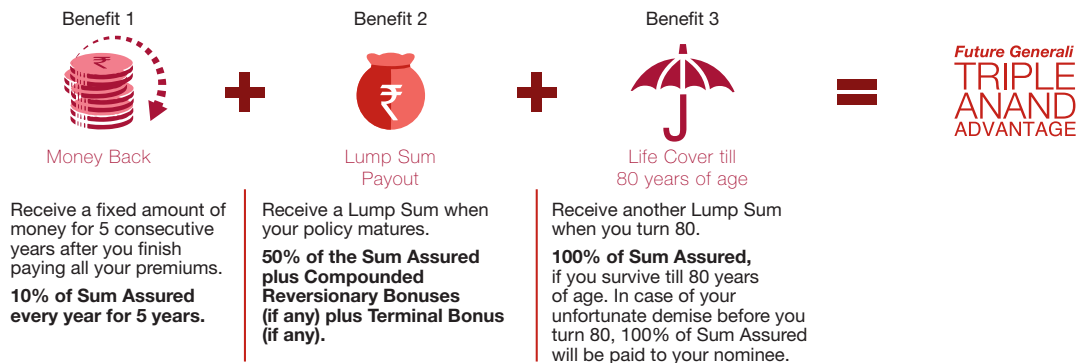 Benefit 1
Money Back
Receive a fixed amount of
money for 5 consecutive
years after you finish
paying all your premiums.
10% of Sum Assured
every year for 5 years.
Benefit 2
Lump Sum
Payout
Receive a Lump Sum when
your policy matures.
50% of the Sum Assured
plus Compounded
Reversionary Bonuses
(if any) plus Terminal Bonus
(if any).
Benefit 3
Life Cover till
80 years of age
Receive another Lump Sum
when you turn 80.
100% of Sum Assured,
if you survive till 80 years
of age. In case of your
unfortunate demise before you
turn 80, 100% of Sum Assured
will be paid to your nominee.
Future Generali
TRIPLE
ANAND
ADVANTAGE